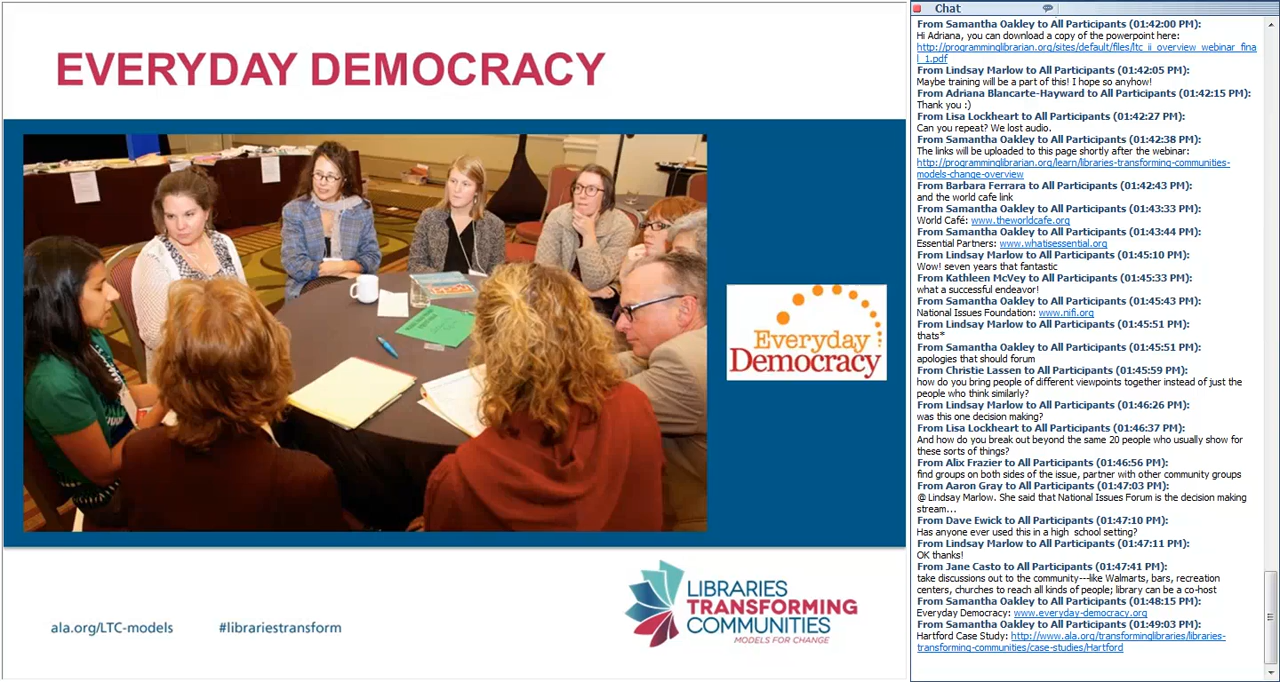 EVERYDAY DEMOCRACY
Everyday
Democracy
ala.org/LTC-models
#librariestransform
LIBRARIES
TRANSFORMING
COMMUNITIES
MODELS FOR CHANGE
Chat
From Samantha Oakley to All Participants (01:42:00 PM):
Hi Adriana, you can download a copy of the powerpoint here:
http://programminglibrarian.org/sites/default/files/ltc_ii_overview_webinar_fina
l_1.pdf
From Lindsay Marlow to All Participants (01:42:05 PM):
Maybe training will be a part of this! I hope so anyhow!
From Adriana Blancarte-Hayward to All Participants (01:42:15 PM):
Thank you :)
From Lisa Lockheart to All Participants (01:42:27 PM):
Can you repeat? We lost audio.
From Samantha Oakley to All Participants (01:42:38 PM):
The links will be uploaded to this page shortly after the webinar:
http://programminglibrarian.org/learn/libraries-transforming-communities-
models-change-overview
From Barbara Ferrara to All Participants (01:42:43 PM):
and the world cafe link
From Samantha Oakley to All Participants (01:43:33 PM):
World Café: www.theworldcafe.org
From Samantha Oakley to All Participants (01:43:44 PM):
Essential Partners: www.whatisessential.org
From Lindsay Marlow to All Participants (01:45:10 PM):
Wow! seven years that fantastic
From Kathleen McVey to All Participants (01:45:33 PM):
what a successful endeavor!
From Samantha Oakley to All Participants (01:45:43 PM):
National Issues Foundation: www.nifi.org
From Lindsay Marlow to All Participants (01:45:51 PM):
thats*
From Samantha Oakley to All Participants (01:45:51 PM):
apologies that should forum
From Christie Lassen to All Participants (01:45:59 PM):
how do you bring people of different viewpoints together instead of just the
people who think similarly?
From Lindsay Marlow to All Participants (01:46:26 PM):
was this one decision making?
From Lisa Lockheart to All Participants (01:46:37 PM):
And how do you break out beyond the same 20 people who usually show for
these sorts of things?
From Alix Frazier to All Participants (01:46:56 PM):
find groups on both sides of the issue, partner with other community groups
From Aaron Gray to All Participants (01:47:03 PM):
@ Lindsay Marlow. She said that National Issues Forum is the decision making
stream...
From Dave Ewick to All Participants (01:47:10 PM):
Has anyone ever used this in a high school setting?
From Lindsay Marlow to All Participants (01:47:11 PM):
OK thanks!
From Jane Casto to All Participants (01:47:41 PM):
take discussions out to the community---like Walmarts, bars, recreation
centers, churches to reach all kinds of people; library can be a co-host
From Samantha Oakley to All Participants (01:48:15 PM):
Everyday Democracy: www.everyday-democracy.org
From Samantha Oakley to All Participants (01:49:03 PM):
Hartford Case Study: http://www.ala.org/transforminglibraries/libraries-
transforming-communities/case-studies/Hartford